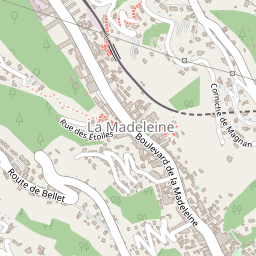 La Madeleine
Rue des Étoiles
Boulevard de la Madeleine
Corniche de Magnan
Route de Bellet